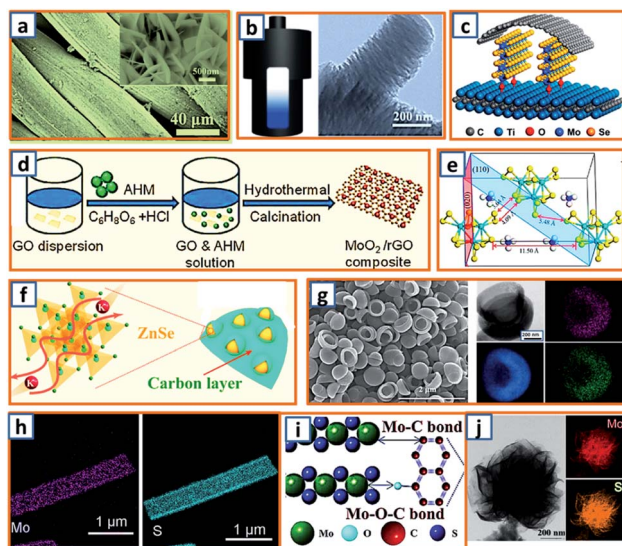 a
500nm
40 µm
b
200 nm
c
C Ti O Mo Se
d
AHM
C₆H₈O₆ +HCl
Hydrothermal
Calcination
GO dispersion
GO & AHM
solution
MoO₂ /rGO
composite
e
(110)
(020)
3.48 Å
11.50 Å
f
K⁺
ZnSe
K⁺
Carbon layer
g
2 µm
200 nm
h
Mo
1 µm
S
1 µm
i
Mo-C bond
Mo-O-C bond
Mo O C S
j
Mo
S
200 nm